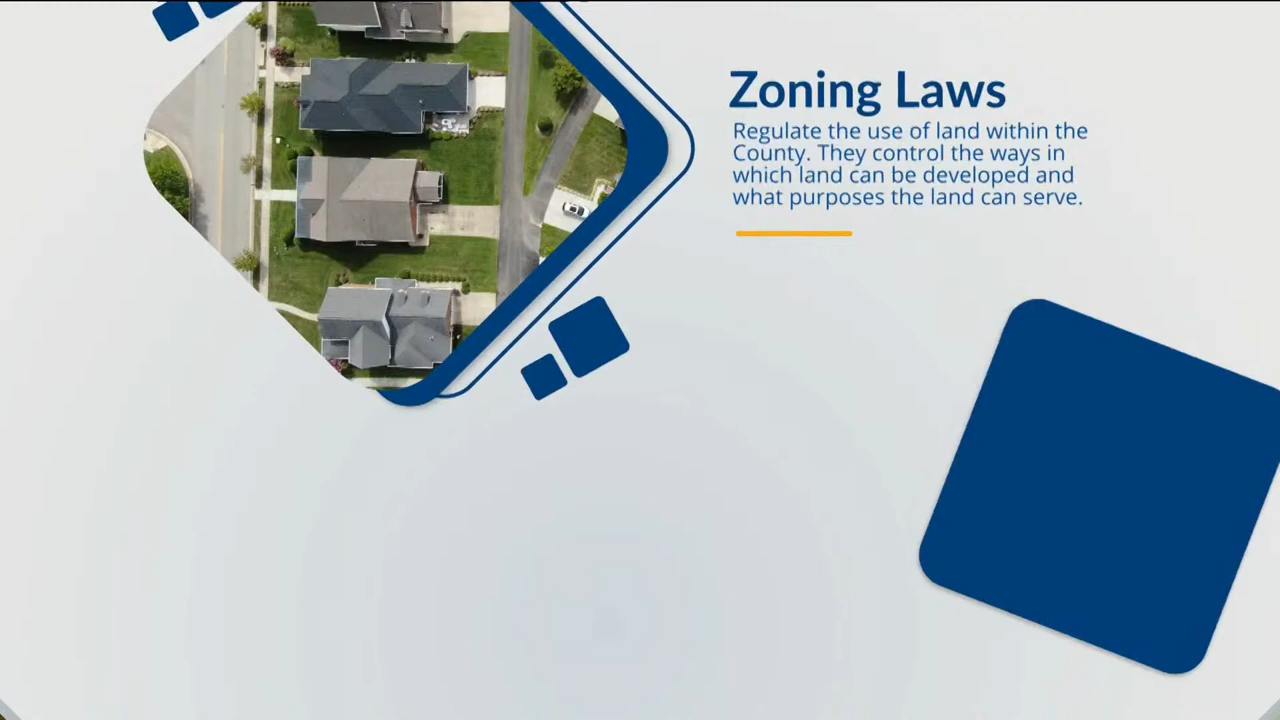 Zoning Laws
Regulate the use of land within the
County. They control the ways in
which land can be developed and
what purposes the land can serve.